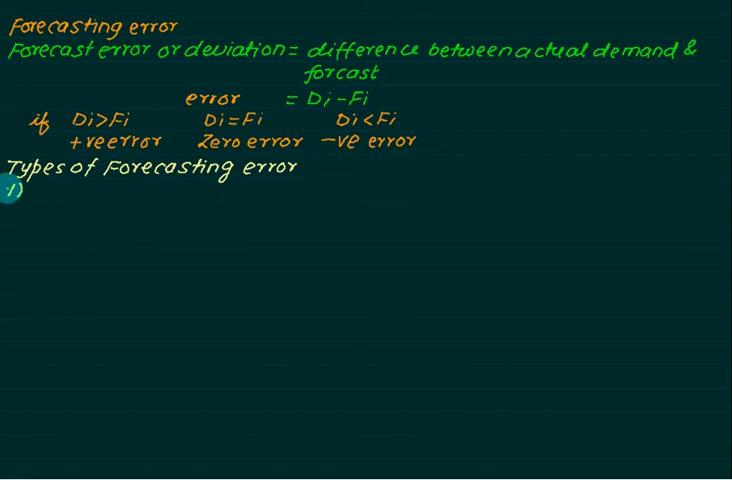 Forecasting error
Forecast error or deviation = difference between actual demand &
forcast
error = Di - Fi
if Di > Fi Di = Fi Di < Fi
+ve error Zero error -ve error
Types of Forecasting error
1)